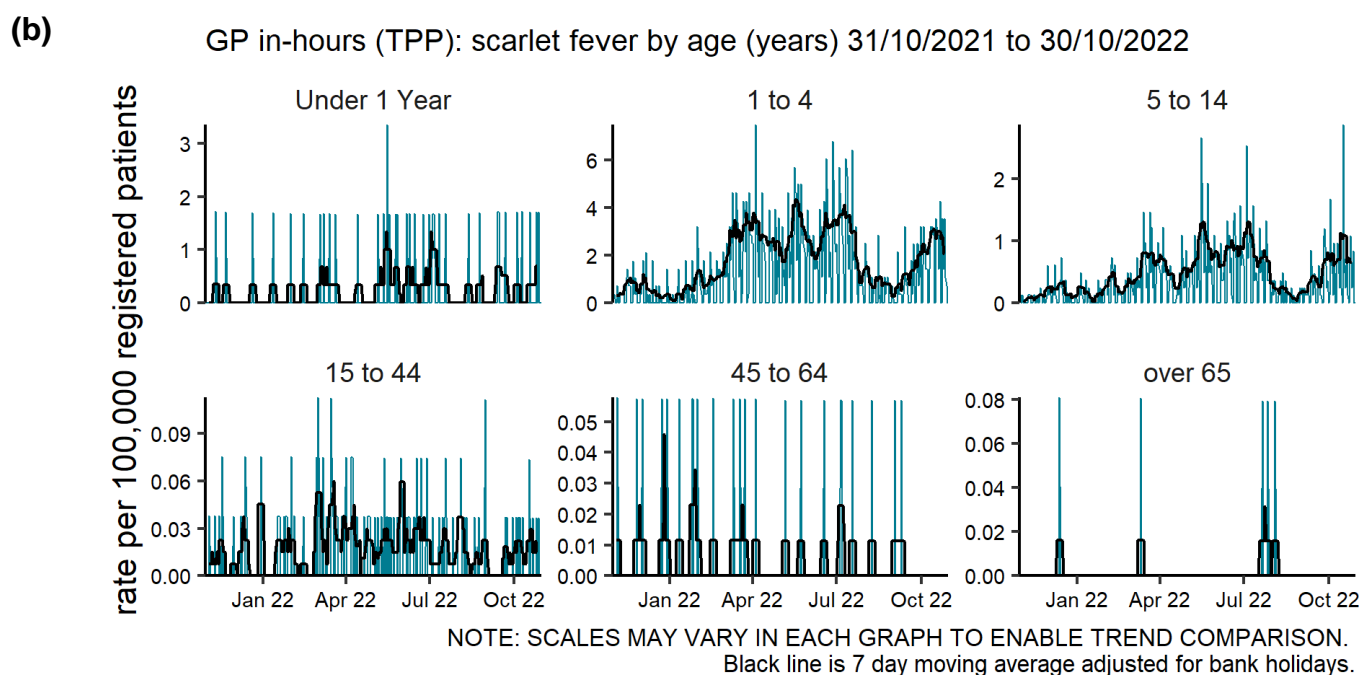 (b)
GP in-hours (TPP): scarlet fever by age (years) 31/10/2021 to 30/10/2022
rate per 100,000 registered patients
Under 1 Year
3
2
1
0
1 to 4
6
4
2
0
5 to 14
2
1
0
15 to 44
0.09
0.06
0.03
0.00
Jan 22 Apr 22 Jul 22 Oct 22
45 to 64
0.05
0.04
0.03
0.02
0.01
0.00
Jan 22 Apr 22 Jul 22 Oct 22
over 65
0.08
0.06
0.04
0.02
0.00
Jan 22 Apr 22 Jul 22 Oct 22
NOTE: SCALES MAY VARY IN EACH GRAPH TO ENABLE TREND COMPARISON.
Black line is 7 day moving average adjusted for bank holidays.